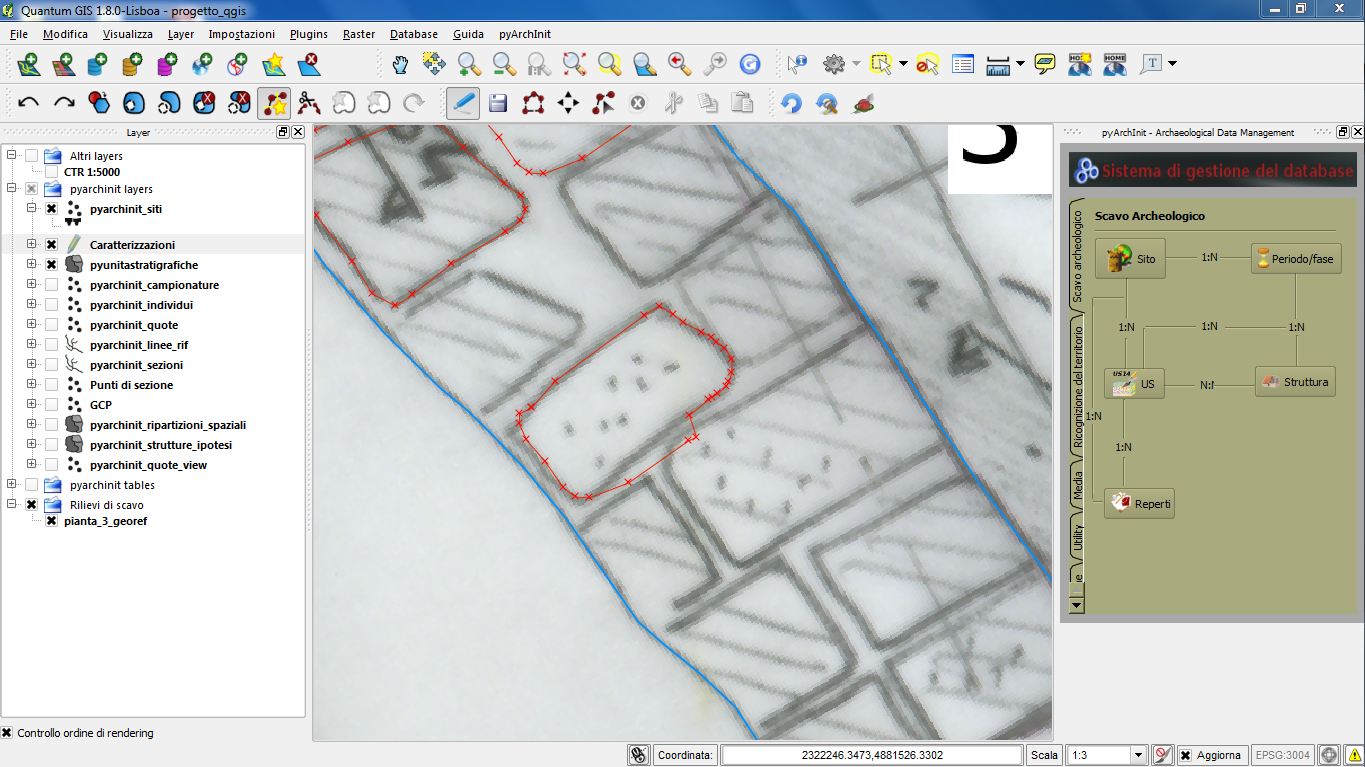 Quantum GIS 1.8.0-Lisboa - progetto_qgis
File Modifica Visualizza Layer Impostazioni Plugins Raster Database Guida pyArchInit
HOME HOME T
Layer
Altri layers
CTR 1:5000
pyarchinit layers
pyarchinit_siti
Caratterizzazioni
pyunitastratigrafiche
pyarchinit_campionature
pyarchinit_individui
pyarchinit_quote
pyarchinit_linee_rif
pyarchinit_sezioni
Punti di sezione
GCP
pyarchinit_ripartizioni_spaziali
pyarchinit_strutture_ipotesi
pyarchinit_quote_view
pyarchinit tables
Rilievi di scavo
pianta_3_georef
Controllo ordine di rendering
pyArchInit - Archaeological Data Management
Sistema di gestione del database
Scavo archeologico
Ricognizione del territorio
Media
Utility
Scavo Archeologico
Sito 1:N Periodo/fase
1:N 1:N 1:N
US14 US N:N Struttura
1:N
1:N
Reperti
Coordinata: 2322246.3473,4881526.3302 Scala 1:3 Aggiorna EPSG:3004